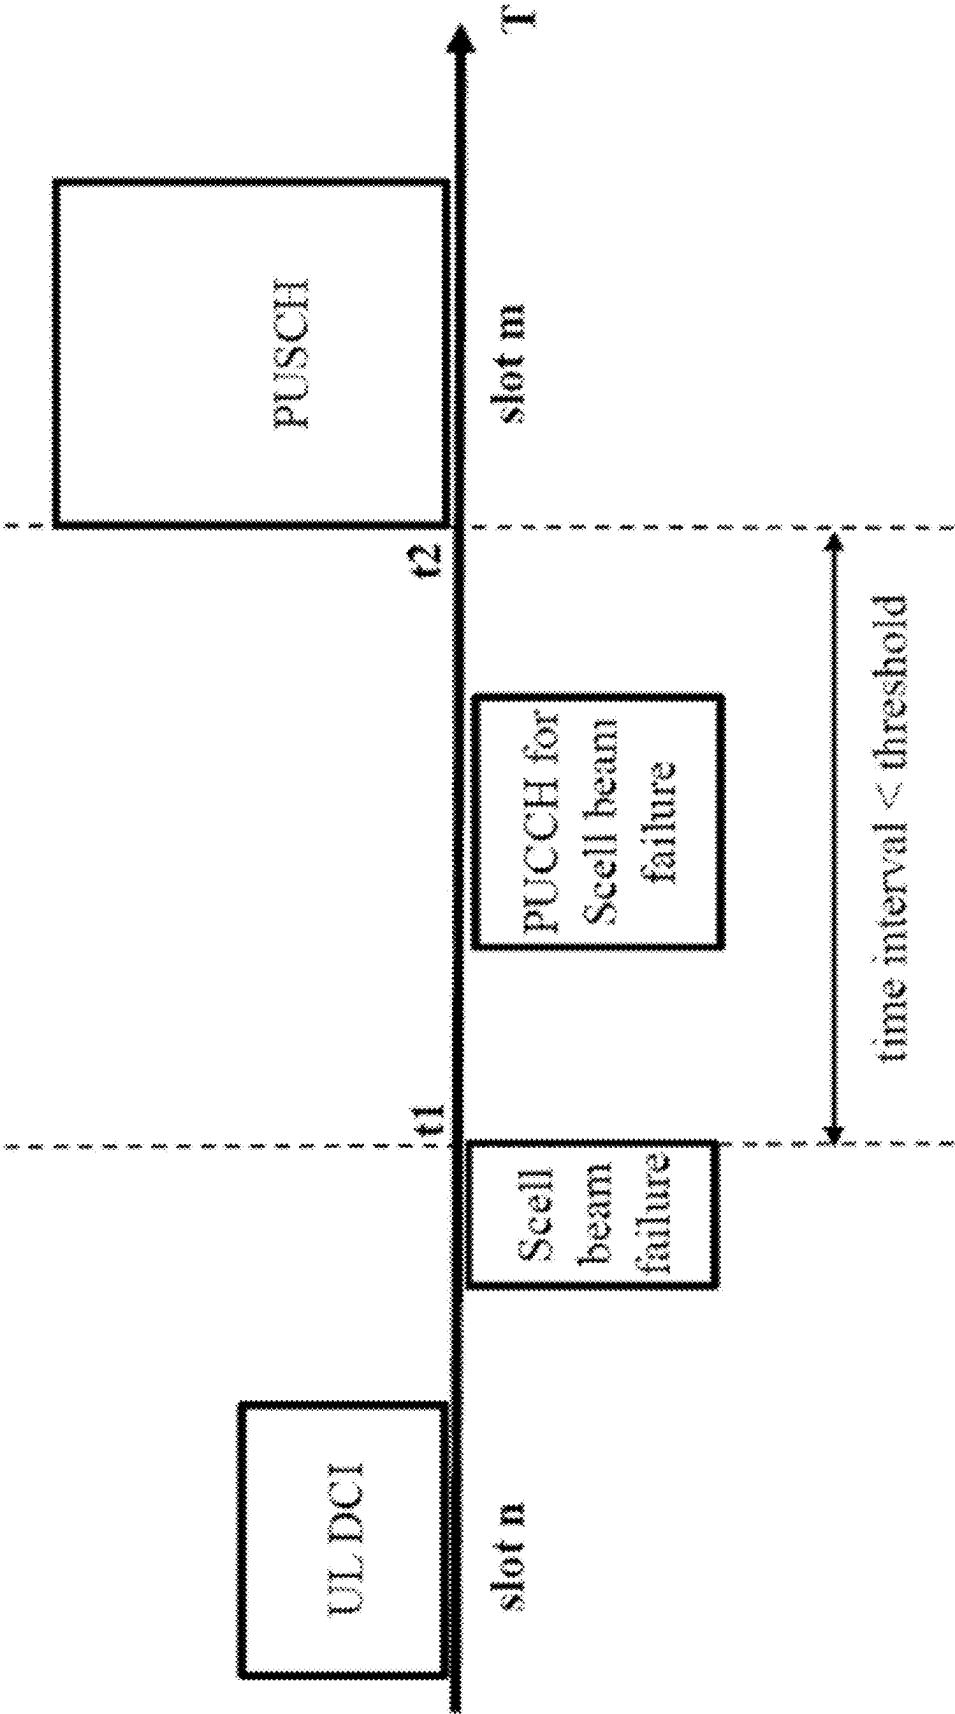 UL DCI
PUSCH
t1
t2
T
slot n
slot m
Scell
beam
failure
PUCCH for
Scell beam
failure
time interval < threshold